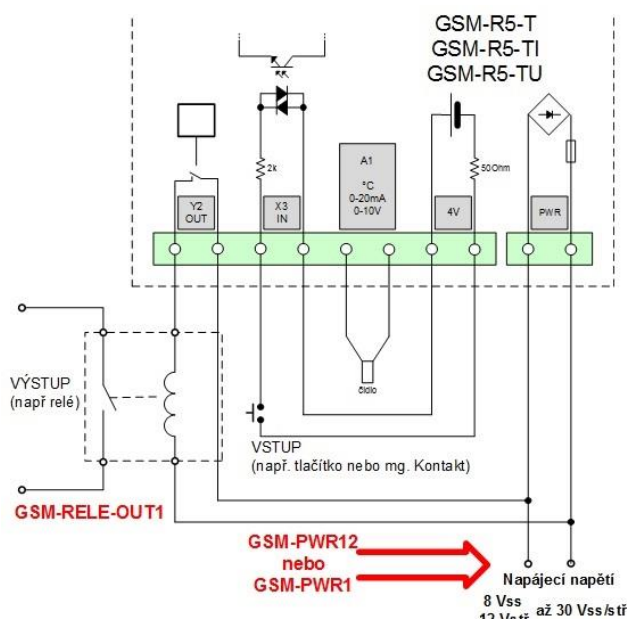 GSM-R5-T
GSM-R5-TI
GSM-R5-TU
2k
50Ohm
Y2
OUT
X3
IN
A1
°C
0-20mA
0-10V
4V
PWR
čidlo
VÝSTUP
(např relé)
VSTUP
(např. tlačítko nebo mg. Kontakt)
GSM-RELE-OUT1
GSM-PWR12
nebo
GSM-PWR1
Napájecí napětí
8 Vss
12 Vstř
až 30 Vss/stř